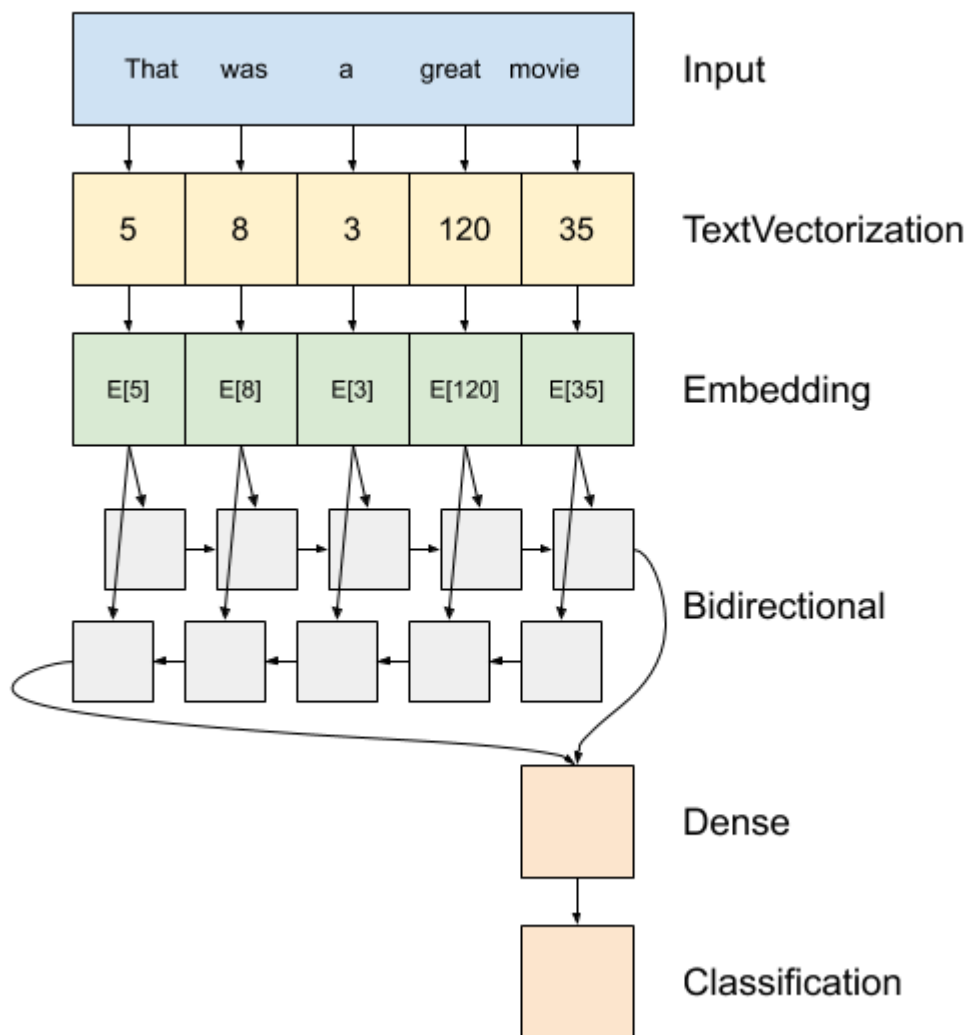 That was a great movie Input
5 8 3 120 35 TextVectorization
E[5] E[8] E[3] E[120] E[35] Embedding
Bidirectional
Dense
Classification